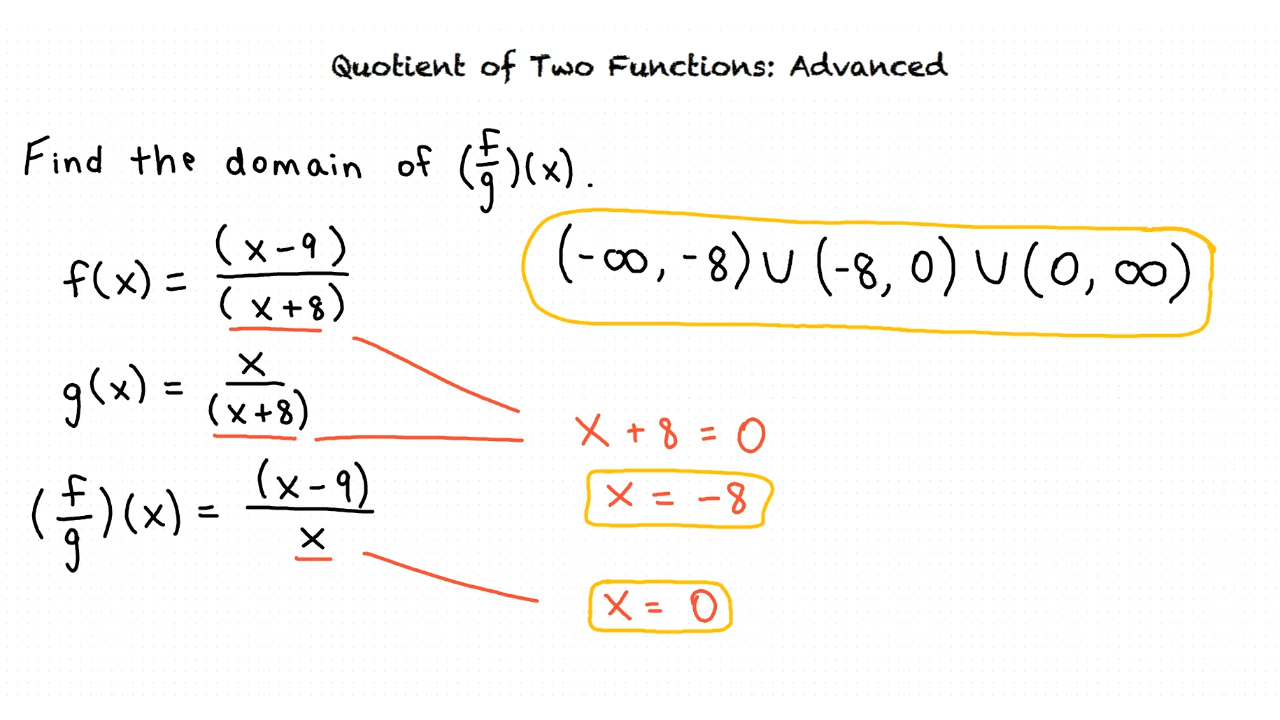 Quotient of Two Functions: Advanced
Find the domain of (f/g)(x).
(-∞, -8) ∪ (-8, 0) ∪ (0, ∞)
f(x) = (x-9)/(x+8)
g(x) = x/(x+8)
x + 8 = 0
x = -8
(f/g)(x) = (x-9)/x
x = 0